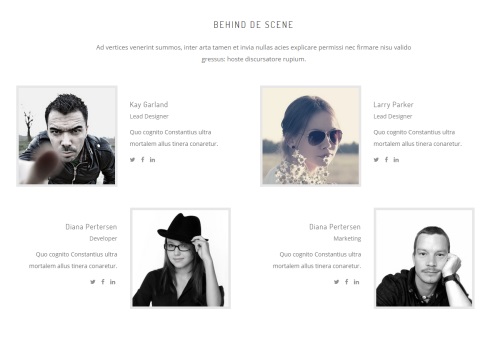 BEHIND DE SCENE
Ad vertices venerint summos, inter arta tamen et invia nullas acies explicare permissi nec firmare nisu valido
gressus: hoste discursatore rupium.
Kay Garland
Lead Designer
Quo cognito Constantius ultra
mortalem allus tinera conaretur.
Larry Parker
Lead Designer
Quo cognito Constantius ultra
mortalem allus tinera conaretur.
Diana Pertersen
Developer
Quo cognito Constantius ultra
mortalem allus tinera conaretur.
Diana Pertersen
Marketing
Quo cognito Constantius ultra
mortalem allus tinera conaretur.